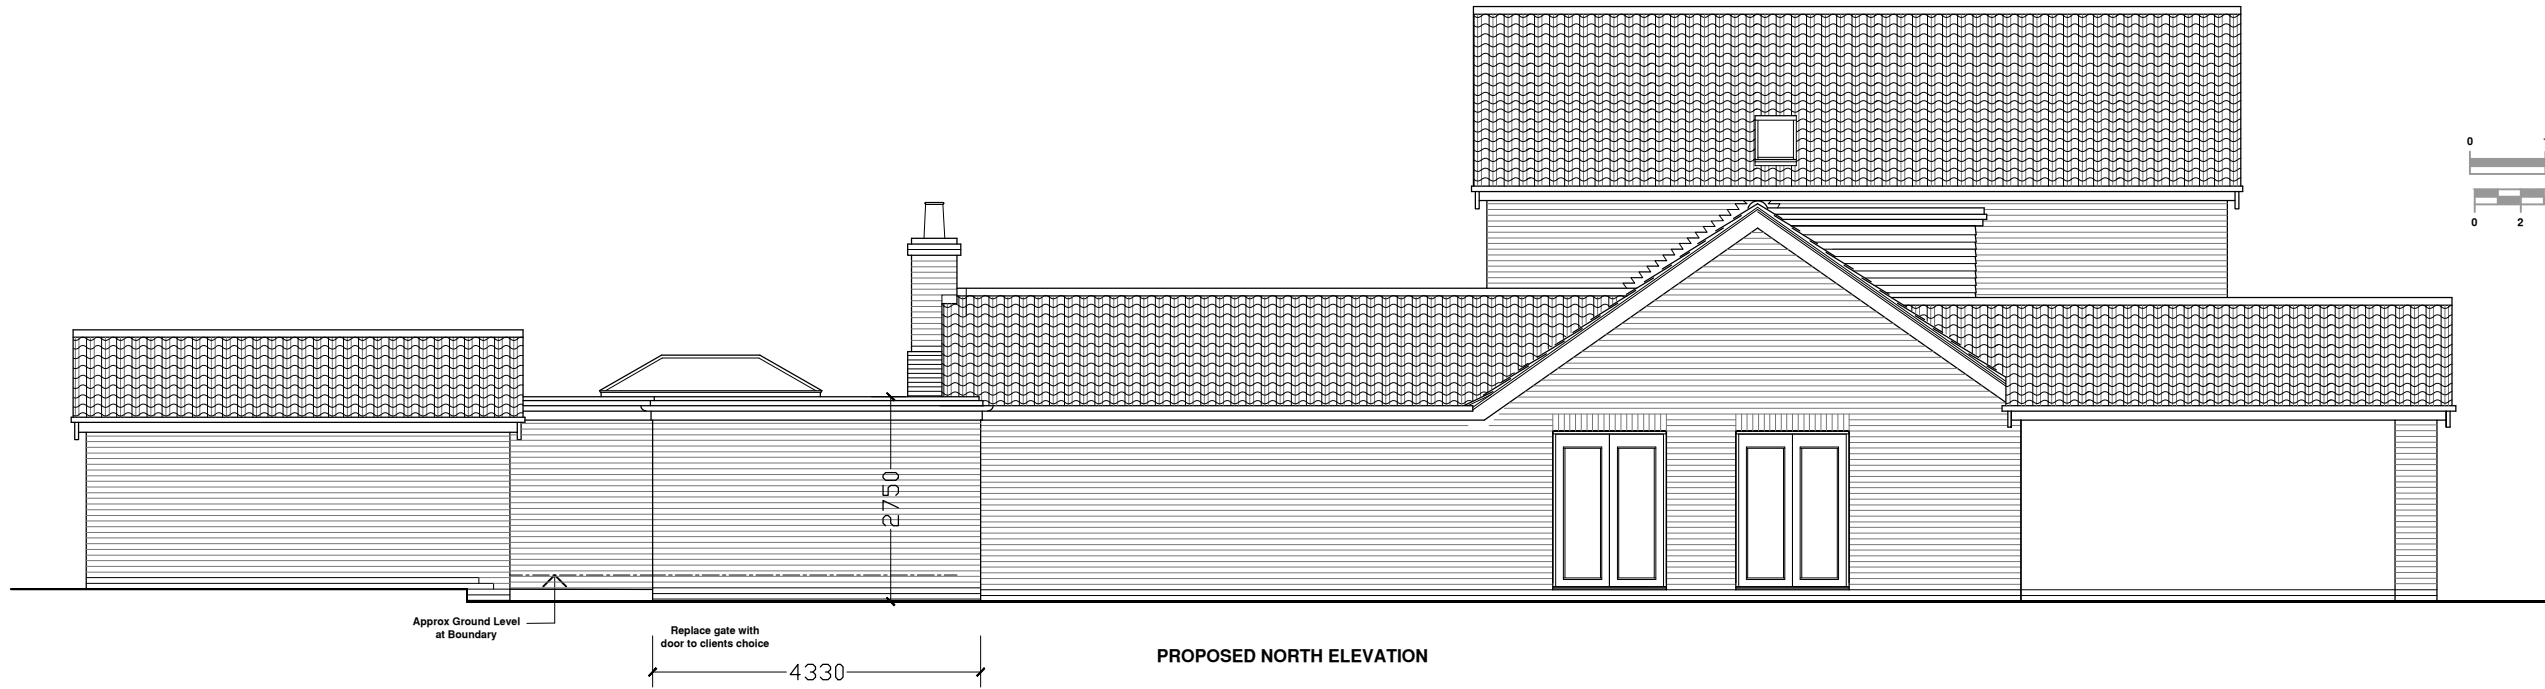 0
0
2
2750
Approx Ground Level
at Boundary
Replace gate with
door to clients choice
4330
PROPOSED NORTH ELEVATION